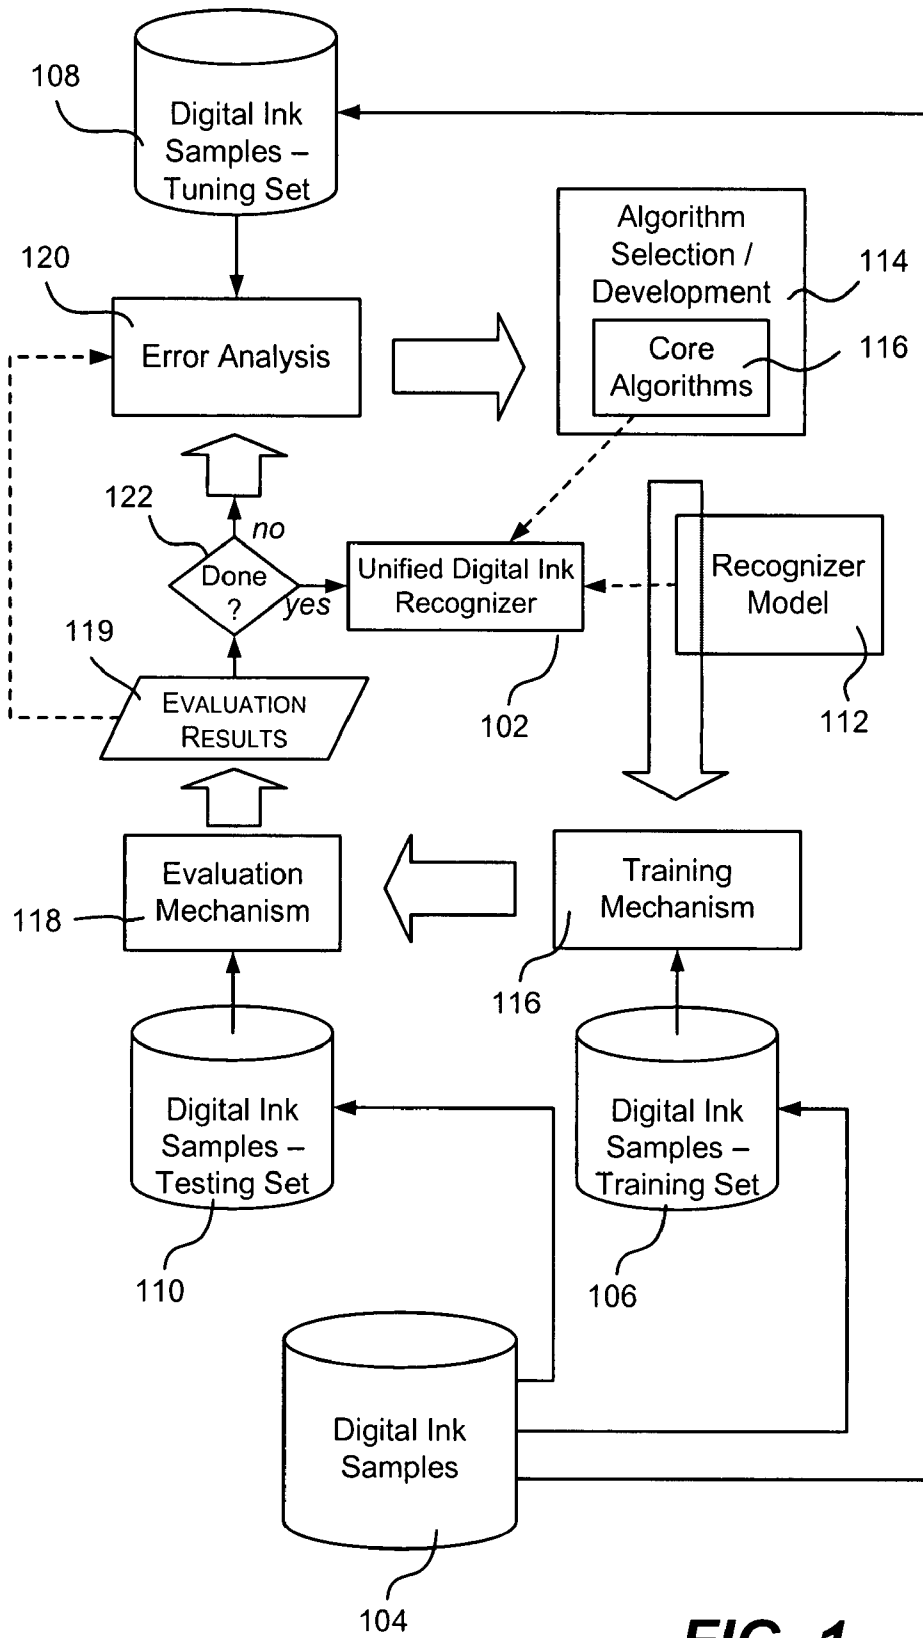 108
Digital Ink
Samples –
Tuning Set
120
Error Analysis
Algorithm
Selection /
Development
114
Core
Algorithms
116
122
no
Done
?
yes
Unified Digital Ink
Recognizer
102
Recognizer
Model
112
119
EVALUATION
RESULTS
Evaluation
Mechanism
118
Training
Mechanism
116
Digital Ink
Samples –
Testing Set
110
Digital Ink
Samples –
Training Set
106
Digital Ink
Samples
104
FIG. 1